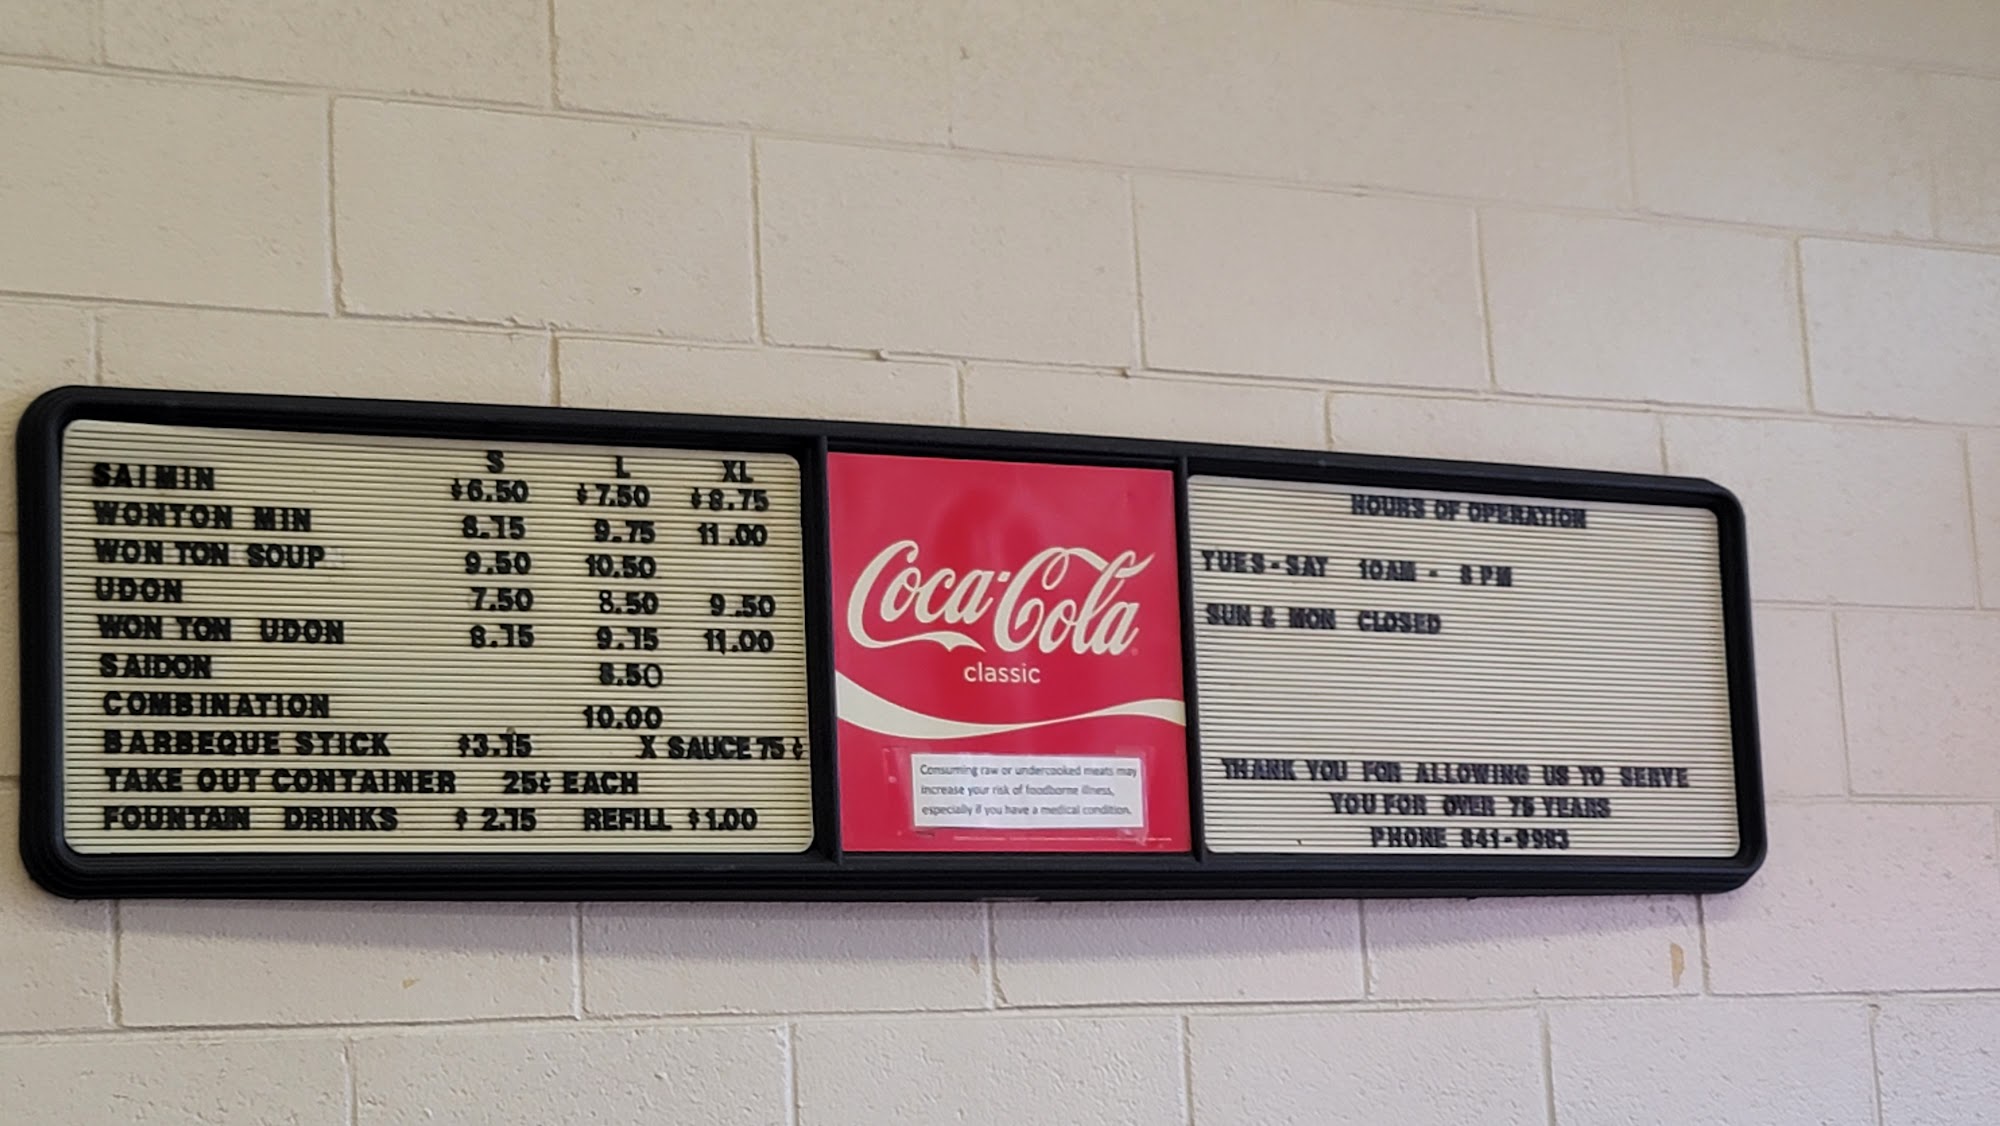 S L XL
SAIMIN $6.50 $7.50 $8.75
WONTON MIN 8.75 9.75 11.00
WON TON SOUP 9.50 10.50
UDON 7.50 8.50 9.50
WON TON UDON 8.75 9.75 11.00
SAIDON 8.50
COMBINATION 10.00
BARBEQUE STICK $3.75 X SAUCE 75¢
TAKE OUT CONTAINER 25¢ EACH
FOUNTAIN DRINKS $2.75 REFILL $1.00
Coca-Cola
classic
Consuming raw or undercooked meats may
increase your risk of foodborne illness,
especially if you have a medical condition.
HOURS OF OPERATION
TUES-SAT 10AM - 8PM
SUN & MON CLOSED
THANK YOU FOR ALLOWING US TO SERVE
YOU FOR OVER 75 YEARS
PHONE 841-9983